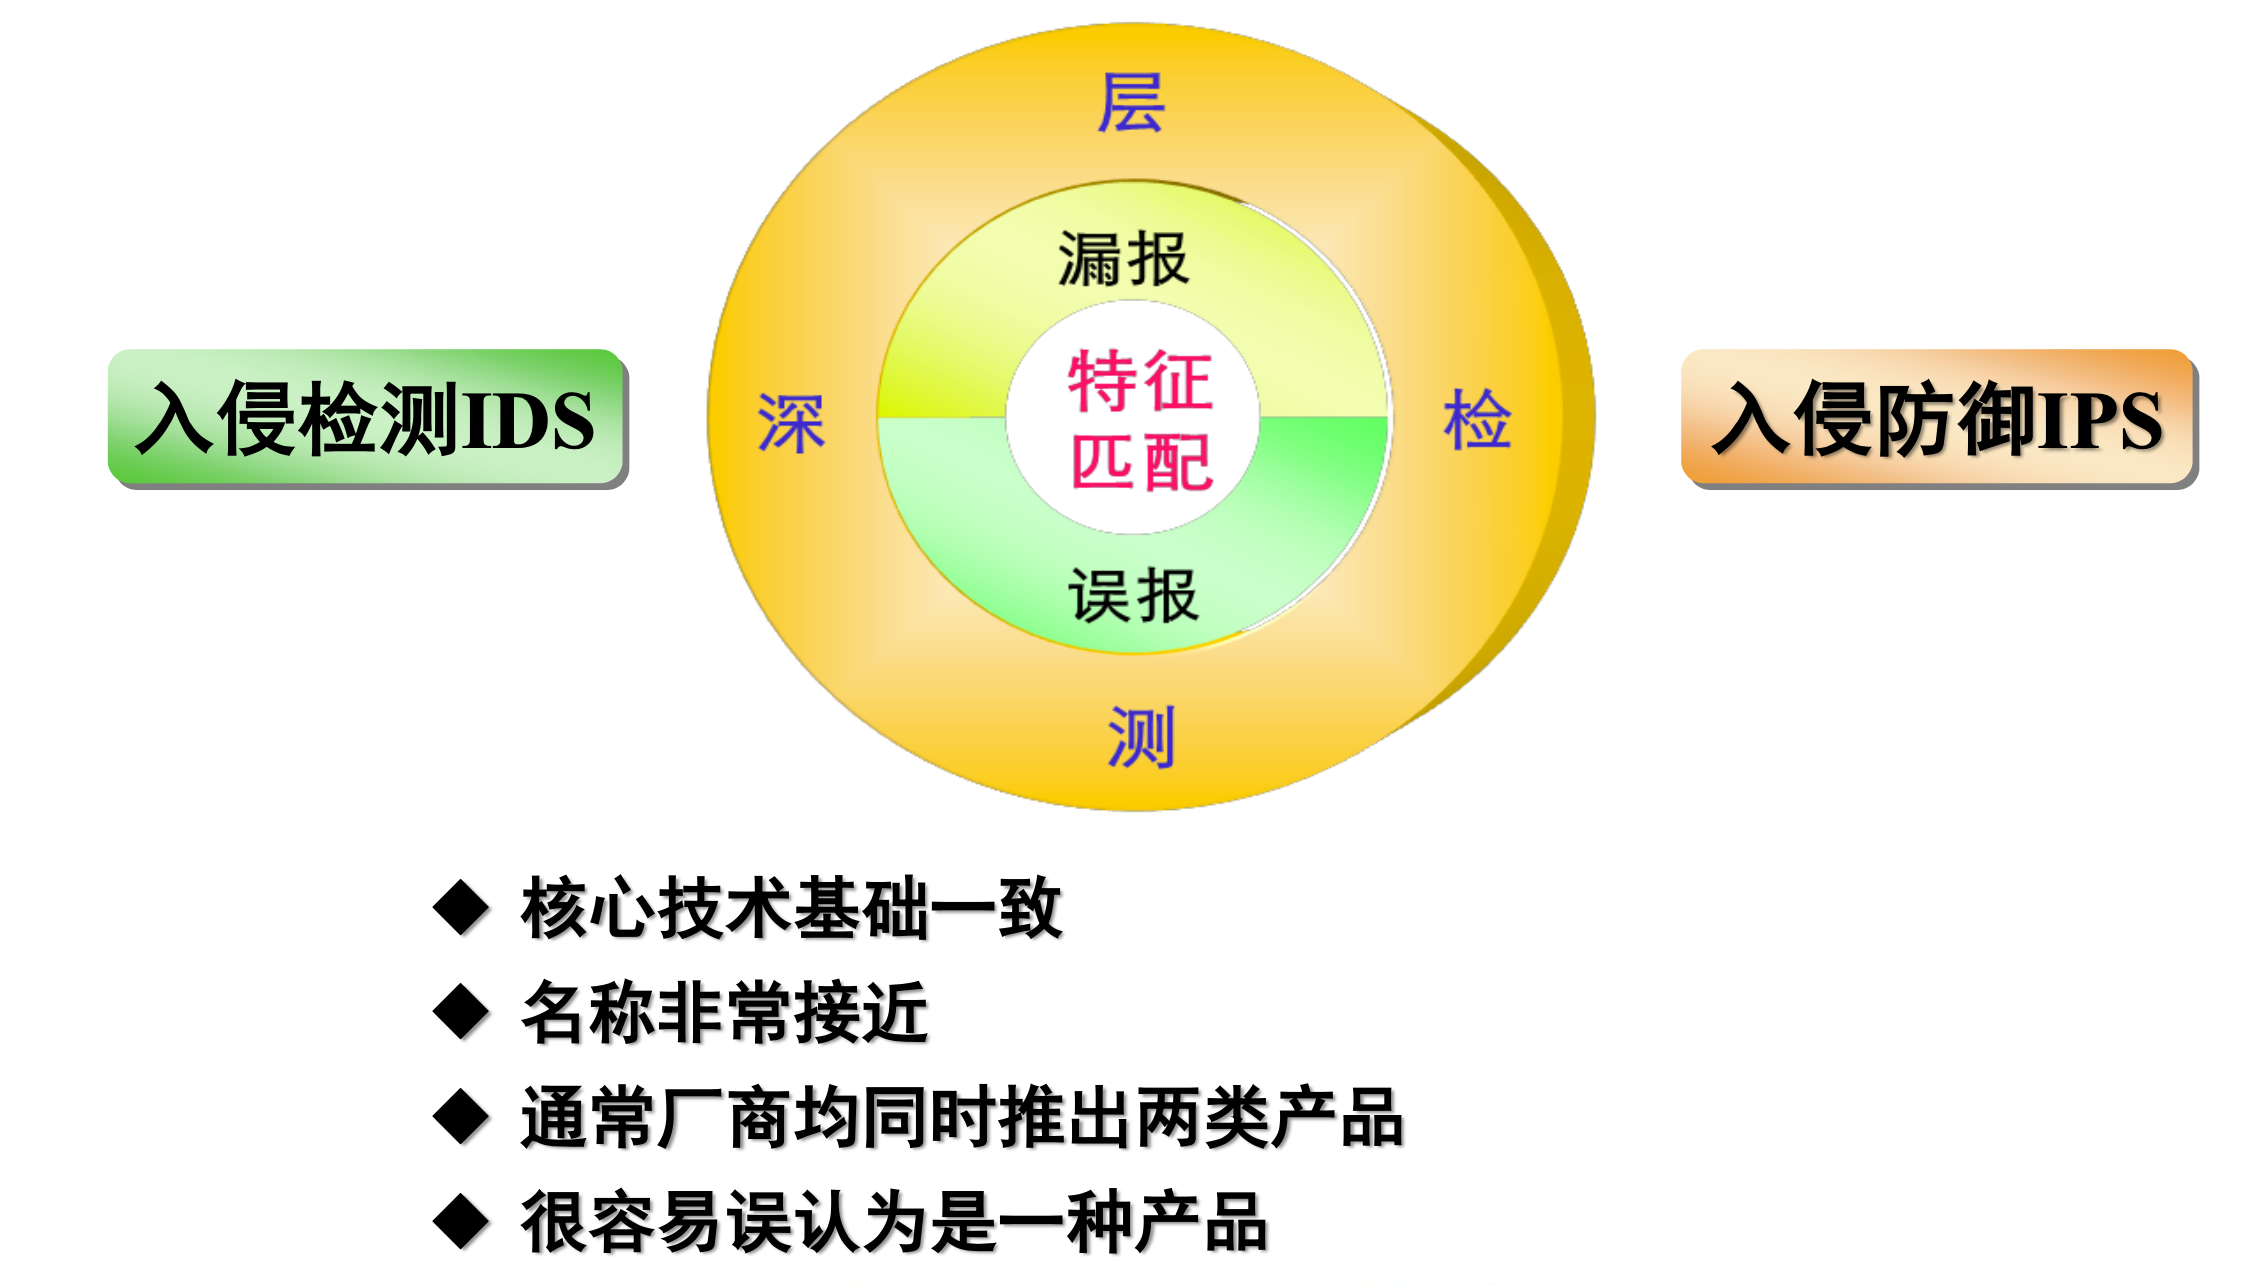 层
漏报
特征
匹配
入侵检测IDS
深
检
入侵防御IPS
误报
测
◆ 核心技术基础一致
◆ 名称非常接近
◆ 通常厂商均同时推出两类产品
◆ 很容易误认为是一种产品